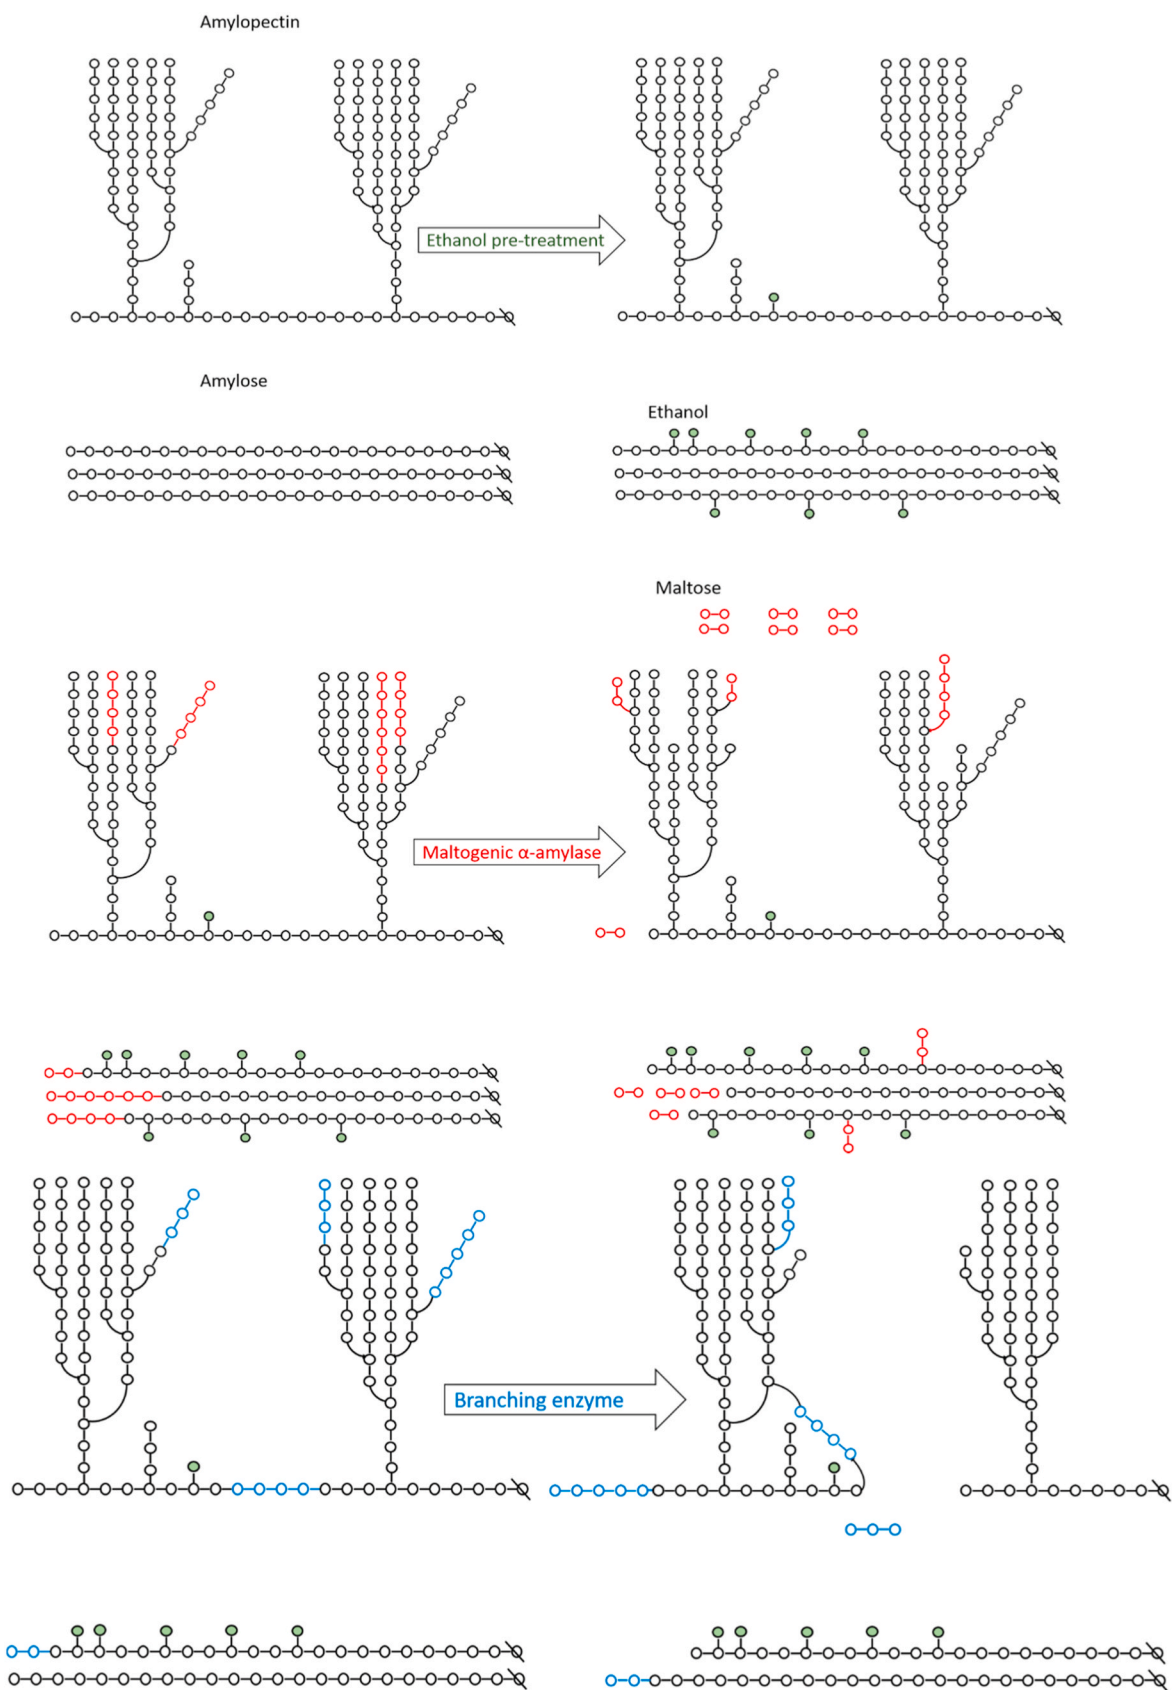 Amylopectin
Ethanol pre-treatment
Amylose
Ethanol
Maltose
Maltogenic α-amylase
Branching enzyme